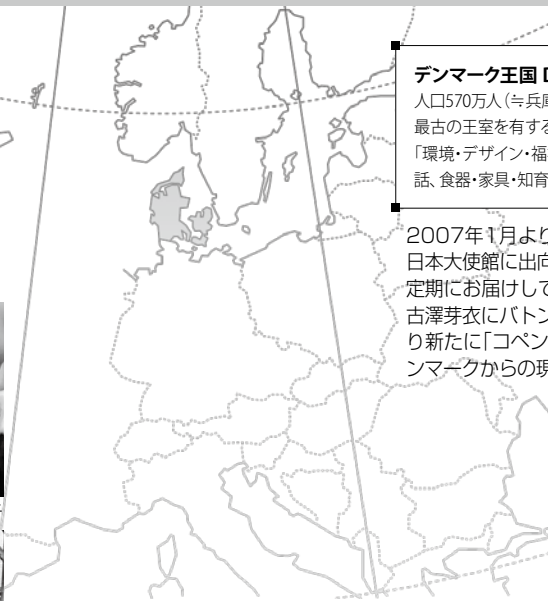 デンマーク王国
人口570万人(≒兵庫
最古の王室を有する
「環境・デザイン・福
話、食器・家具・知育
2007年1月より
日本大使館に出向
定期にお届けして
古澤芽衣にバトン
り新たに「コペン
ンマークからの現